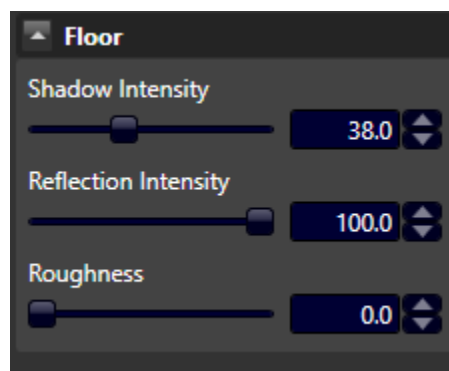 Floor
Shadow Intensity
38.0
Reflection Intensity
100.0
Roughness
0.0